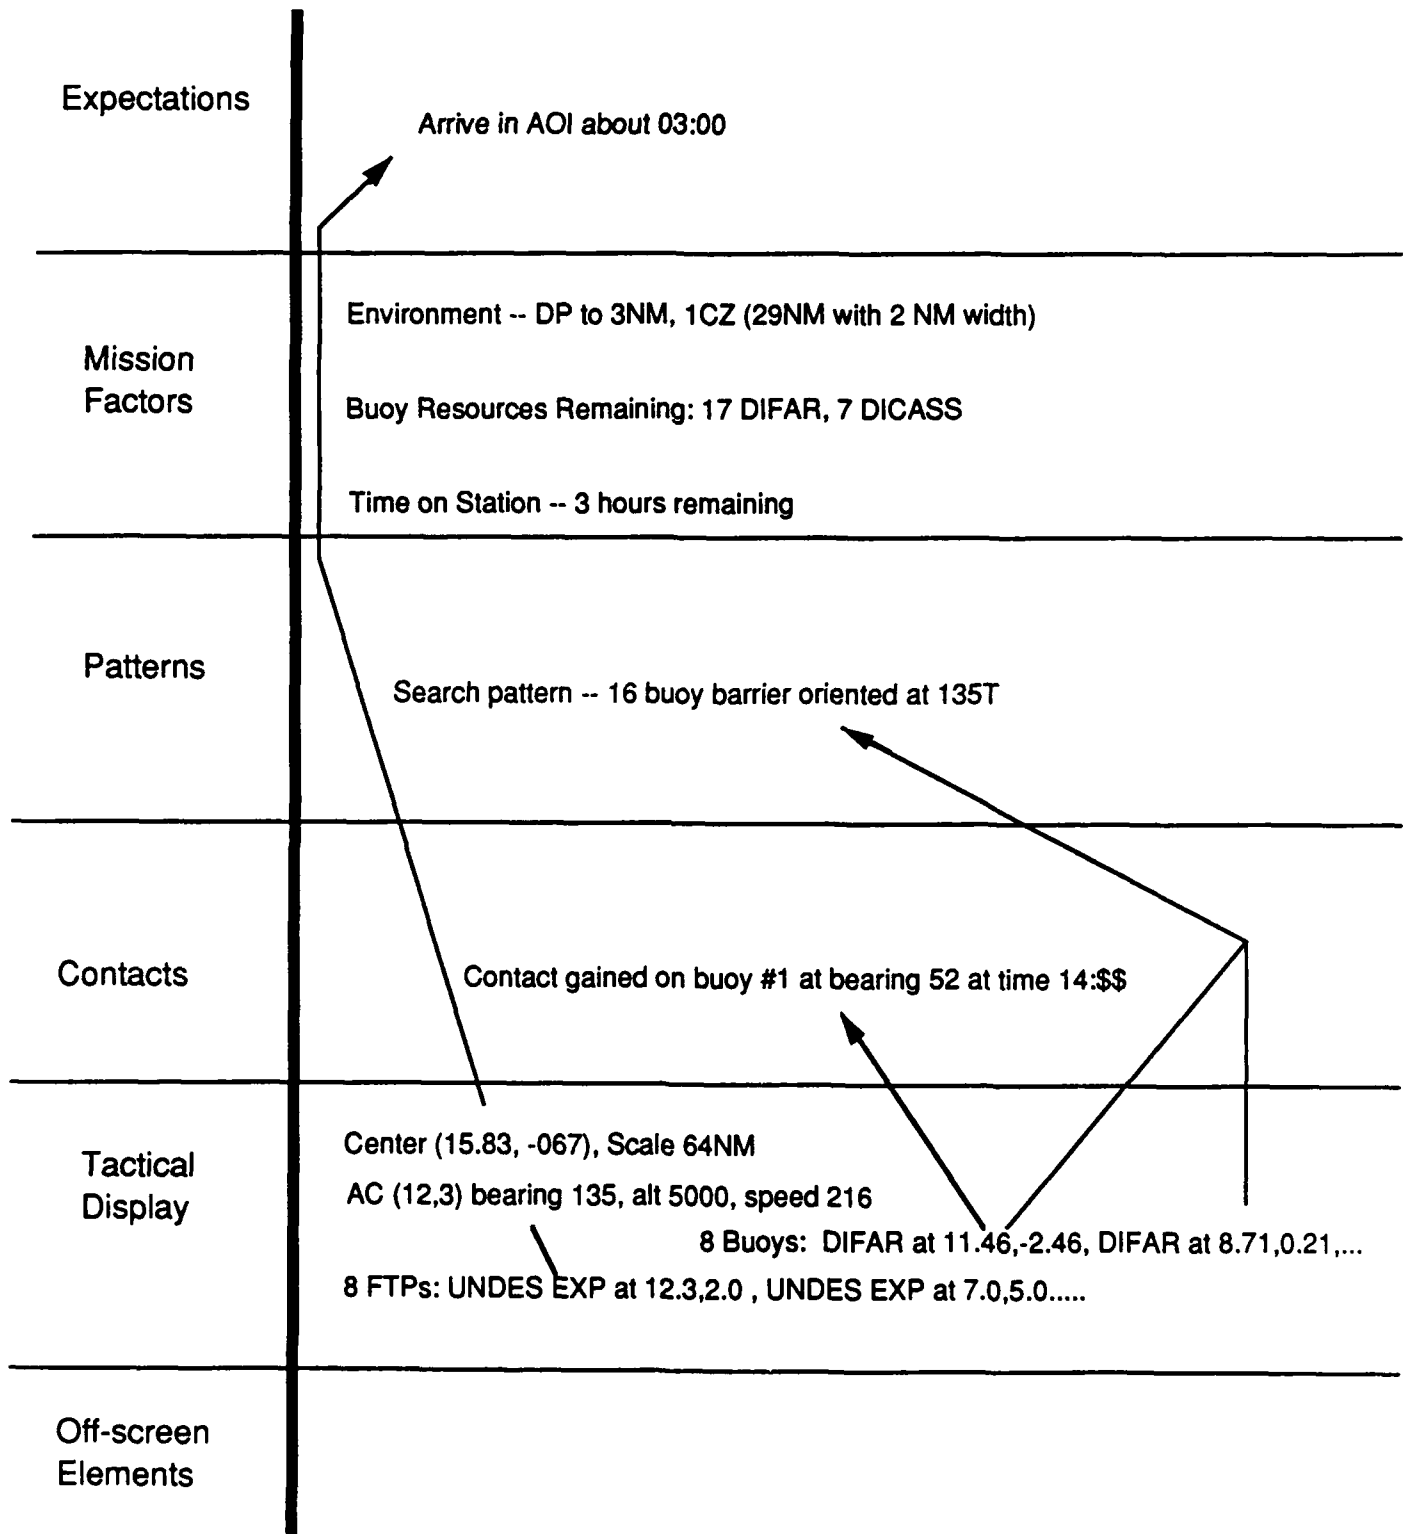 Expectations
Arrive in AOI about 03:00
Environment -- DP to 3NM, 1CZ (29NM with 2 NM width)
Mission
Factors
Buoy Resources Remaining: 17 DIFAR, 7 DICASS
Time on Station -- 3 hours remaining
Patterns
Search pattern -- 16 buoy barrier oriented at 135T
Contacts
Contact gained on buoy #1 at bearing 52 at time 14:$$
Tactical
Display
Center (15.83, -067), Scale 64NM
AC (12,3) bearing 135, alt 5000, speed 216
8 Buoys: DIFAR at 11.46,-2.46, DIFAR at 8.71,0.21,...
8 FTPs: UNDES EXP at 12.3,2.0 , UNDES EXP at 7.0,5.0.....
Off-screen
Elements